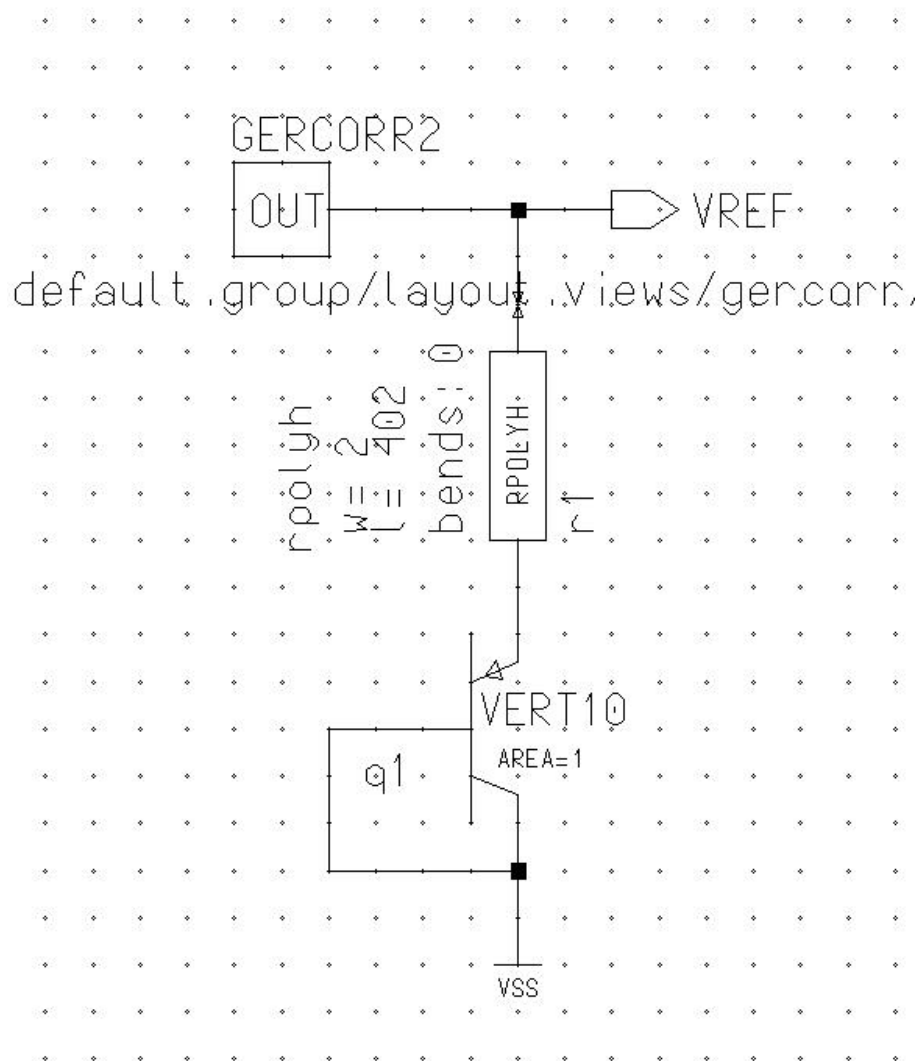 GERCORR2
OUT
VREF
default.group/layout.views/gercorr/
rpolyh
w= 2
l= 402
bends: 0
RPOLYH
r1
VERT10
AREA=1
q1
VSS